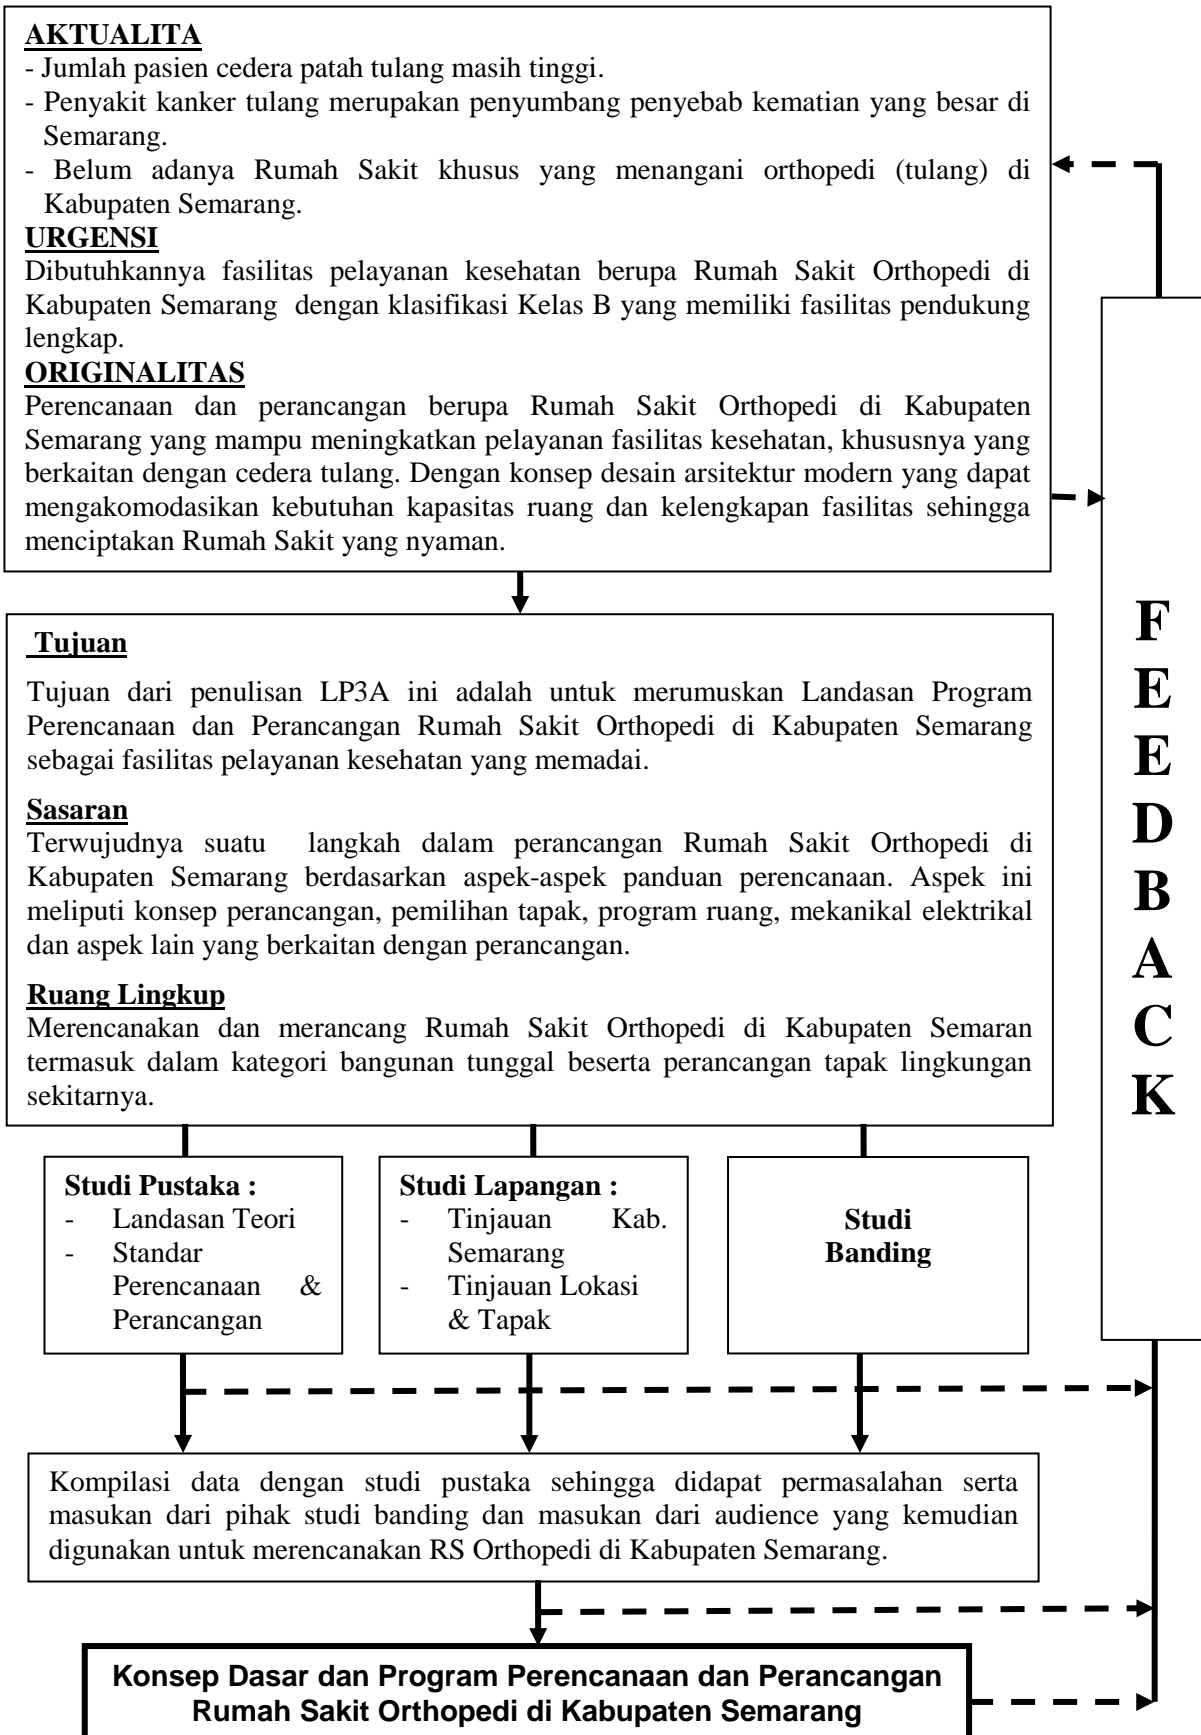 AKTUALITA
- Jumlah pasien cedera patah tulang masih tinggi.
- Penyakit kanker tulang merupakan penyumbang penyebab kematian yang besar di
Semarang.
- Belum adanya Rumah Sakit khusus yang menangani orthopedi (tulang) di
Kabupaten Semarang.
URGENSI
Dibutuhkannya fasilitas pelayanan kesehatan berupa Rumah Sakit Orthopedi di
Kabupaten Semarang dengan klasifikasi Kelas B yang memiliki fasilitas pendukung
lengkap.
ORIGINALITAS
Perencanaan dan perancangan berupa Rumah Sakit Orthopedi di Kabupaten
Semarang yang mampu meningkatkan pelayanan fasilitas kesehatan, khususnya yang
berkaitan dengan cedera tulang. Dengan konsep desain arsitektur modern yang dapat
mengakomodasikan kebutuhan kapasitas ruang dan kelengkapan fasilitas sehingga
menciptakan Rumah Sakit yang nyaman.
Tujuan
Tujuan dari penulisan LP3A ini adalah untuk merumuskan Landasan Program
Perencanaan dan Perancangan Rumah Sakit Orthopedi di Kabupaten Semarang
sebagai fasilitas pelayanan kesehatan yang memadai.
Sasaran
Terwujudnya suatu langkah dalam perancangan Rumah Sakit Orthopedi di
Kabupaten Semarang berdasarkan aspek-aspek panduan perencanaan. Aspek ini
meliputi konsep perancangan, pemilihan tapak, program ruang, mekanikal elektrikal
dan aspek lain yang berkaitan dengan perancangan.
Ruang Lingkup
Merencanakan dan merancang Rumah Sakit Orthopedi di Kabupaten Semaran
termasuk dalam kategori bangunan tunggal beserta perancangan tapak lingkungan
sekitarnya.
Studi Pustaka :
- Landasan Teori
- Standar
Perencanaan &
Perancangan
Studi Lapangan :
- Tinjauan Kab.
Semarang
- Tinjauan Lokasi
& Tapak
Studi
Banding
Kompilasi data dengan studi pustaka sehingga didapat permasalahan serta
masukan dari pihak studi banding dan masukan dari audience yang kemudian
digunakan untuk merencanakan RS Orthopedi di Kabupaten Semarang.
Konsep Dasar dan Program Perencanaan dan Perancangan
Rumah Sakit Orthopedi di Kabupaten Semarang
F
E
E
D
B
A
C
K